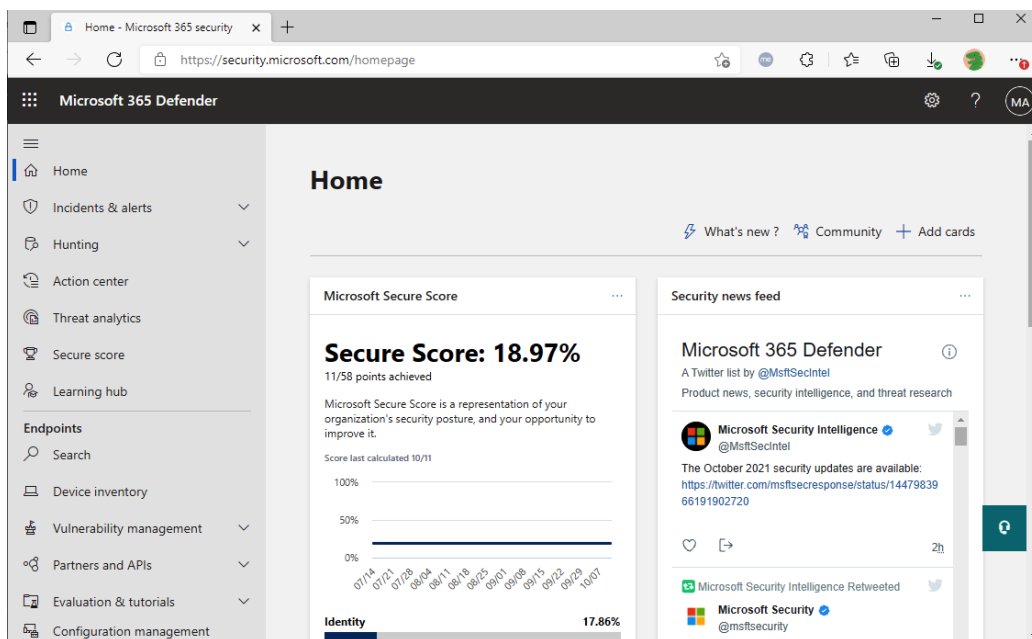 Home - Microsoft 365 security
https://security.microsoft.com/homepage
me
Microsoft 365 Defender
?
MA
Home
Incidents & alerts
Hunting
Action center
Threat analytics
Secure score
Learning hub
Endpoints
Search
Device inventory
Vulnerability management
Partners and APIs
Evaluation & tutorials
Configuration management
Home
What's new ?
Community
Add cards
Microsoft Secure Score
Secure Score: 18.97%
11/58 points achieved
Microsoft Secure Score is a representation of your
organization's security posture, and your opportunity to
improve it.
Score last calculated 10/11
100%
50%
0%
07/14 07/21 07/28 08/04 08/11 08/18 08/25 09/01 09/08 09/15 09/22 09/29 10/07
Identity 17.86%
Security news feed
Microsoft 365 Defender
A Twitter list by @MsftSecIntel
Product news, security intelligence, and threat research
Microsoft Security Intelligence
@MsftSecIntel
The October 2021 security updates are available:
https://twitter.com/msftsecresponse/status/14479839
66191902720
2h
Microsoft Security Intelligence Retweeted
Microsoft Security
@msftsecurity